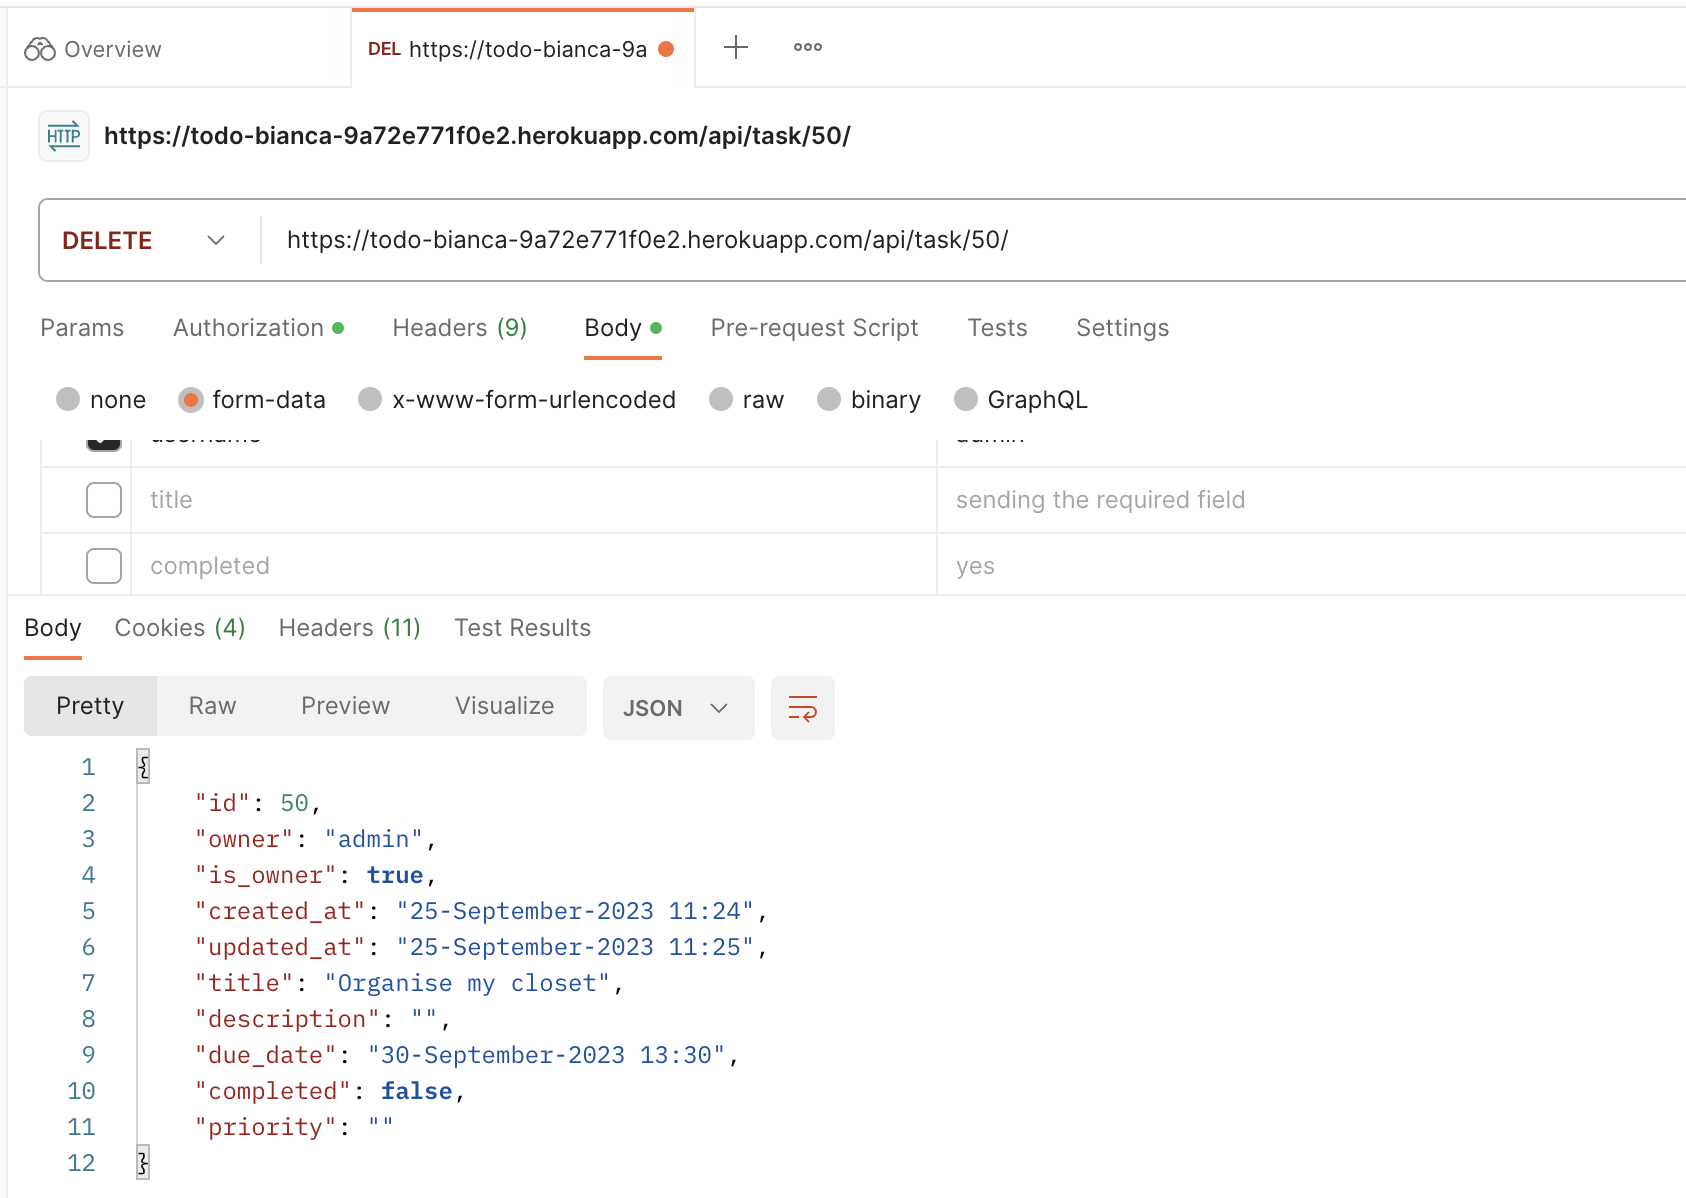 Overview
DEL https://todo-bianca-9a
HTTP https://todo-bianca-9a72e771f0e2.herokuapp.com/api/task/50/
DELETE https://todo-bianca-9a72e771f0e2.herokuapp.com/api/task/50/
Params Authorization Headers (9) Body Pre-request Script Tests Settings
none form-data x-www-form-urlencoded raw binary GraphQL
username admin
title sending the required field
completed yes
Body Cookies (4) Headers (11) Test Results
Pretty Raw Preview Visualize JSON
1 {
2 "id": 50,
3 "owner": "admin",
4 "is_owner": true,
5 "created_at": "25-September-2023 11:24",
6 "updated_at": "25-September-2023 11:25",
7 "title": "Organise my closet",
8 "description": "",
9 "due_date": "30-September-2023 13:30",
10 "completed": false,
11 "priority": ""
12 }